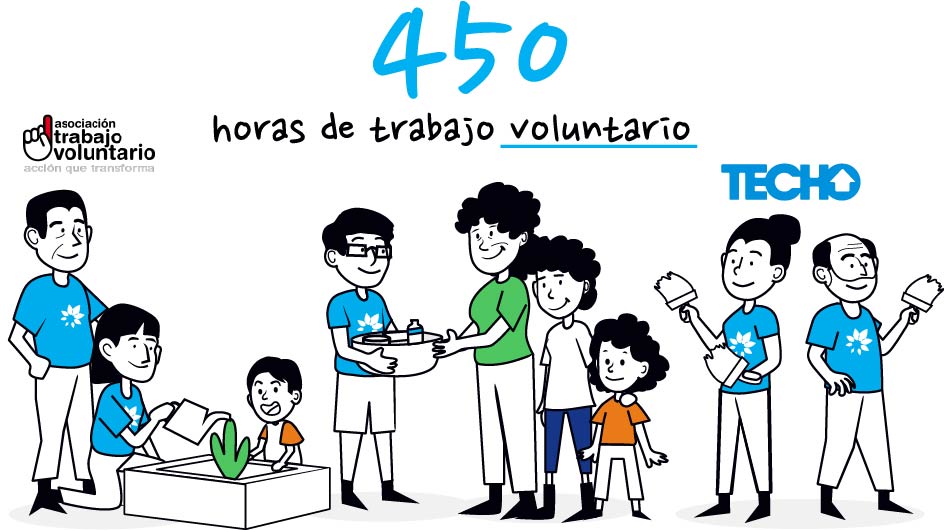 450
horas de trabajo voluntario
asociación
trabajo
voluntario
acción que transforma
TECHO